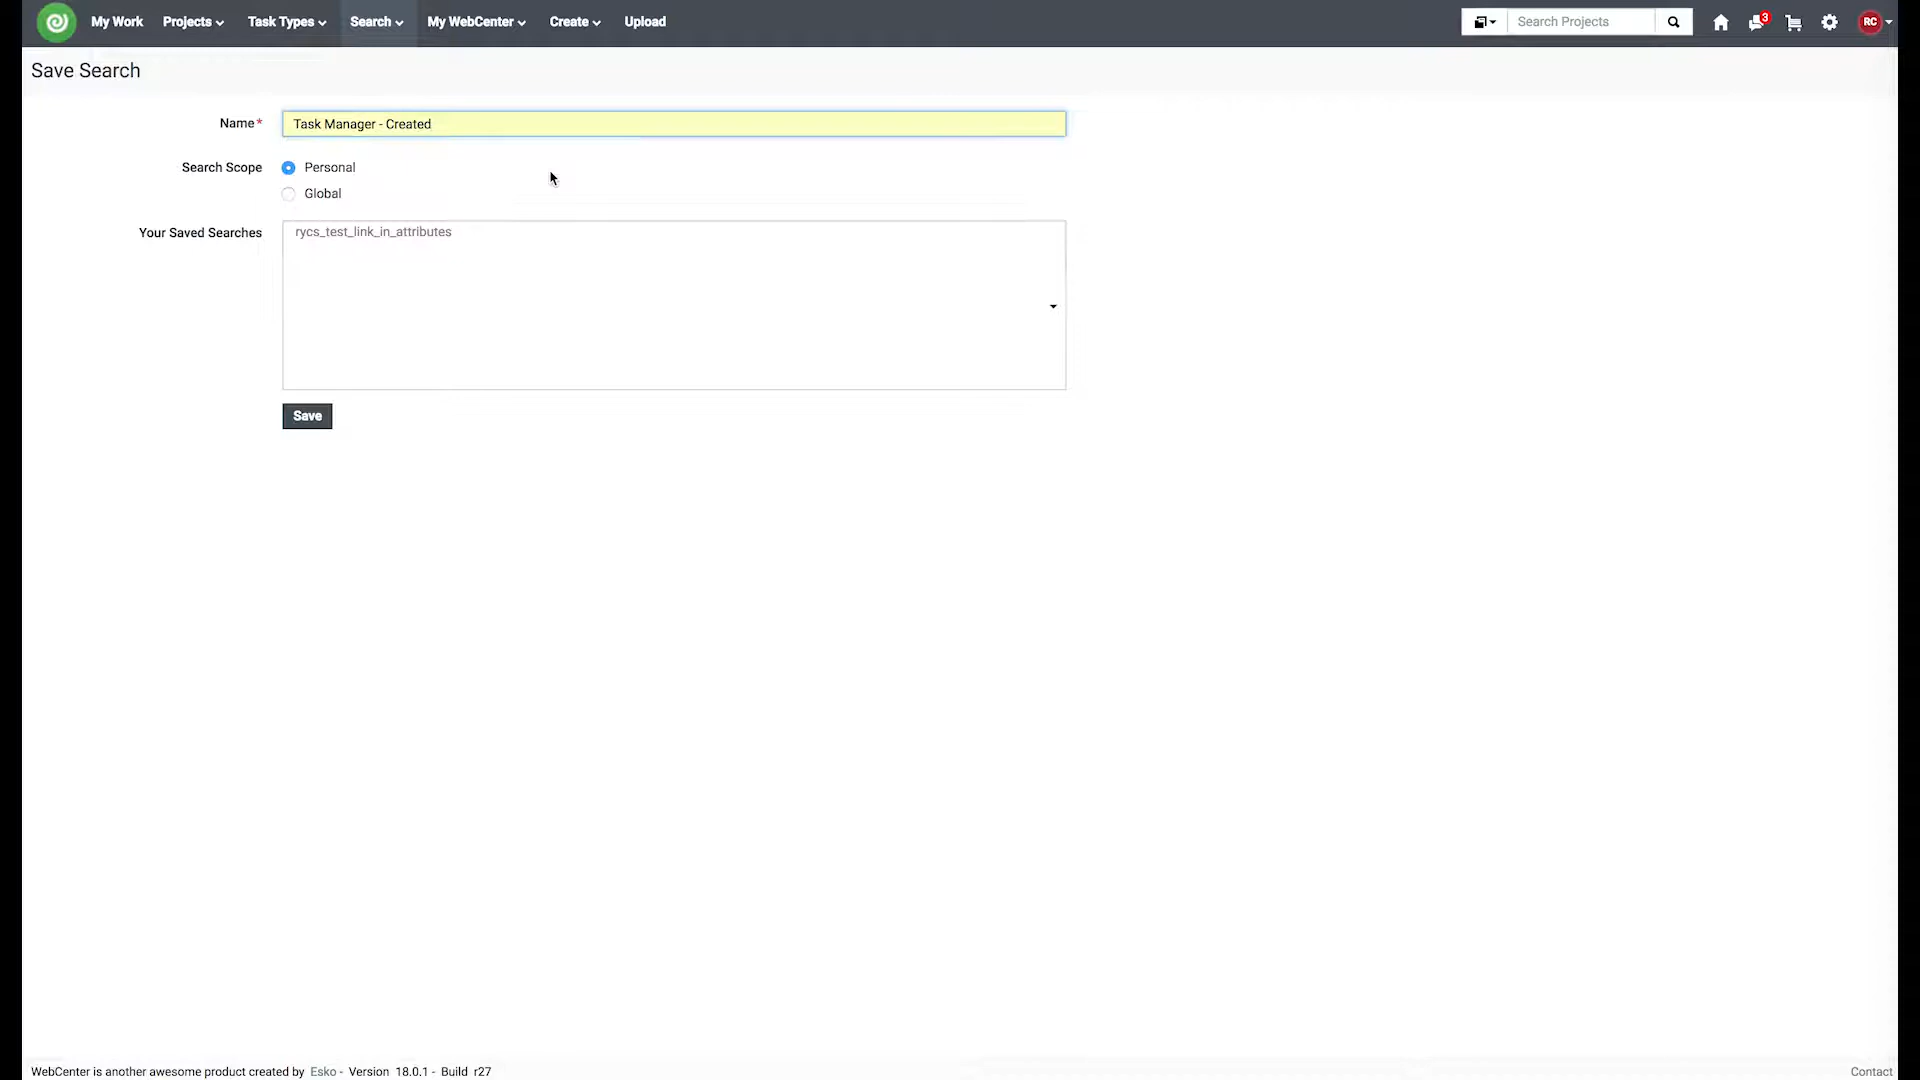 My Work Projects Task Types Search My WebCenter Create Upload Search Projects 3 RC
Save Search
Name* Task Manager - Created
Search Scope Personal
Global
Your Saved Searches rycs_test_link_in_attributes
Save
WebCenter is another awesome product created by Esko - Version 18.0.1 - Build r27 Contact